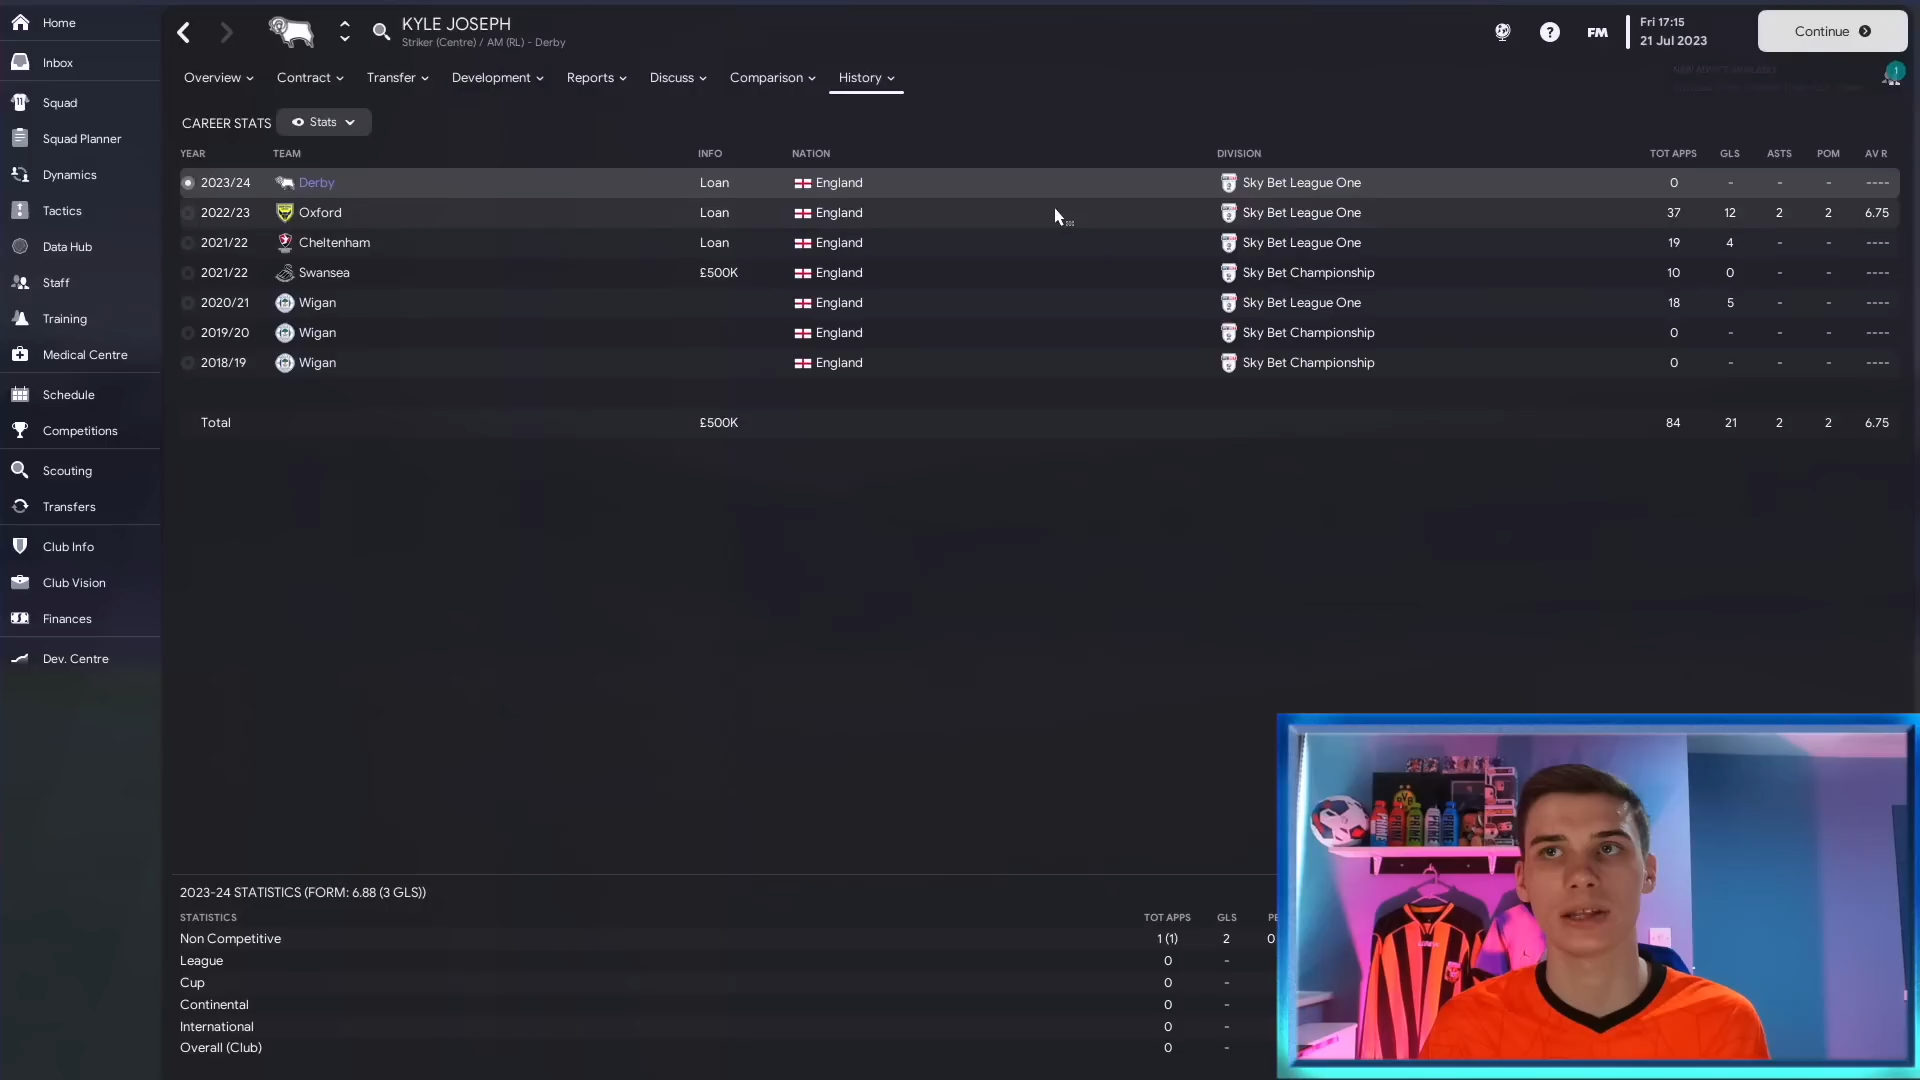 Home
Inbox
Squad
Squad Planner
Dynamics
Tactics
Data Hub
Staff
Training
Medical Centre
Schedule
Competitions
Scouting
Transfers
Club Info
Club Vision
Finances
Dev. Centre
KYLE JOSEPH
Striker (Centre) / AM (RL) - Derby
? FM Fri 17:15
21 Jul 2023
Continue
1
Overview Contract Transfer Development Reports Discuss Comparison History
CAREER STATS Stats
YEAR TEAM INFO NATION DIVISION TOT APPS GLS ASTS POM AV R
2023/24 Derby Loan England Sky Bet League One 0 - - - ----
2022/23 Oxford Loan England Sky Bet League One 37 12 2 2 6.75
2021/22 Cheltenham Loan England Sky Bet League One 19 4 - - ----
2021/22 Swansea £500K England Sky Bet Championship 10 0 - - ----
2020/21 Wigan England Sky Bet League One 18 5 - - ----
2019/20 Wigan England Sky Bet Championship 0 - - - ----
2018/19 Wigan England Sky Bet Championship 0 - - - ----
Total £500K 84 21 2 2 6.75
2023-24 STATISTICS (FORM: 6.88 (3 GLS))
STATISTICS TOT APPS GLS PE
Non Competitive 1 (1) 2 0
League 0 -
Cup 0 -
Continental 0 -
International 0 -
Overall (Club) 0 -
PRIME PRIME PRIME PRIME PRIME